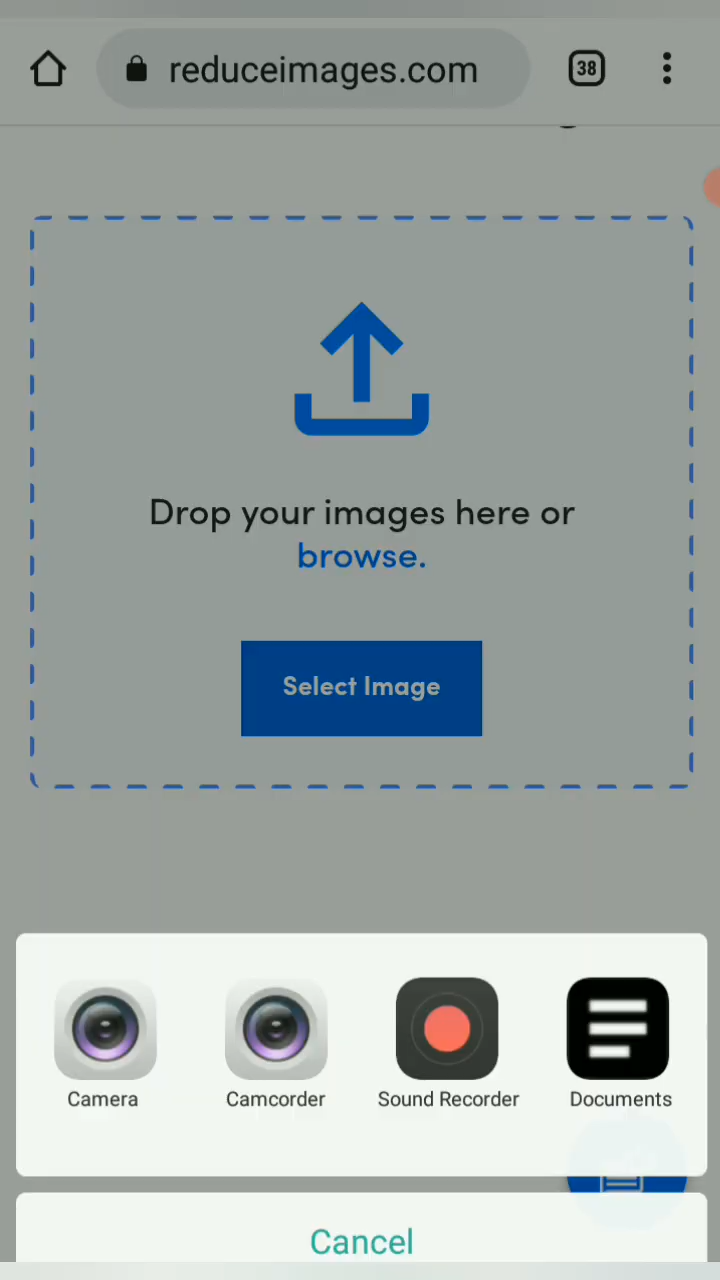 reduceimages.com
38
Drop your images here or
browse.
Select Image
Camera
Camcorder
Sound Recorder
Documents
Cancel